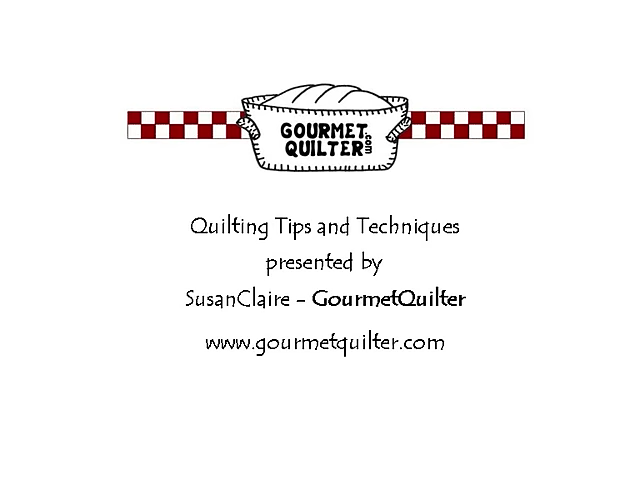 GOURMET
QUILTER.com
Quilting Tips and Techniques
presented by
SusanClaire - GourmetQuilter
www.gourmetquilter.com